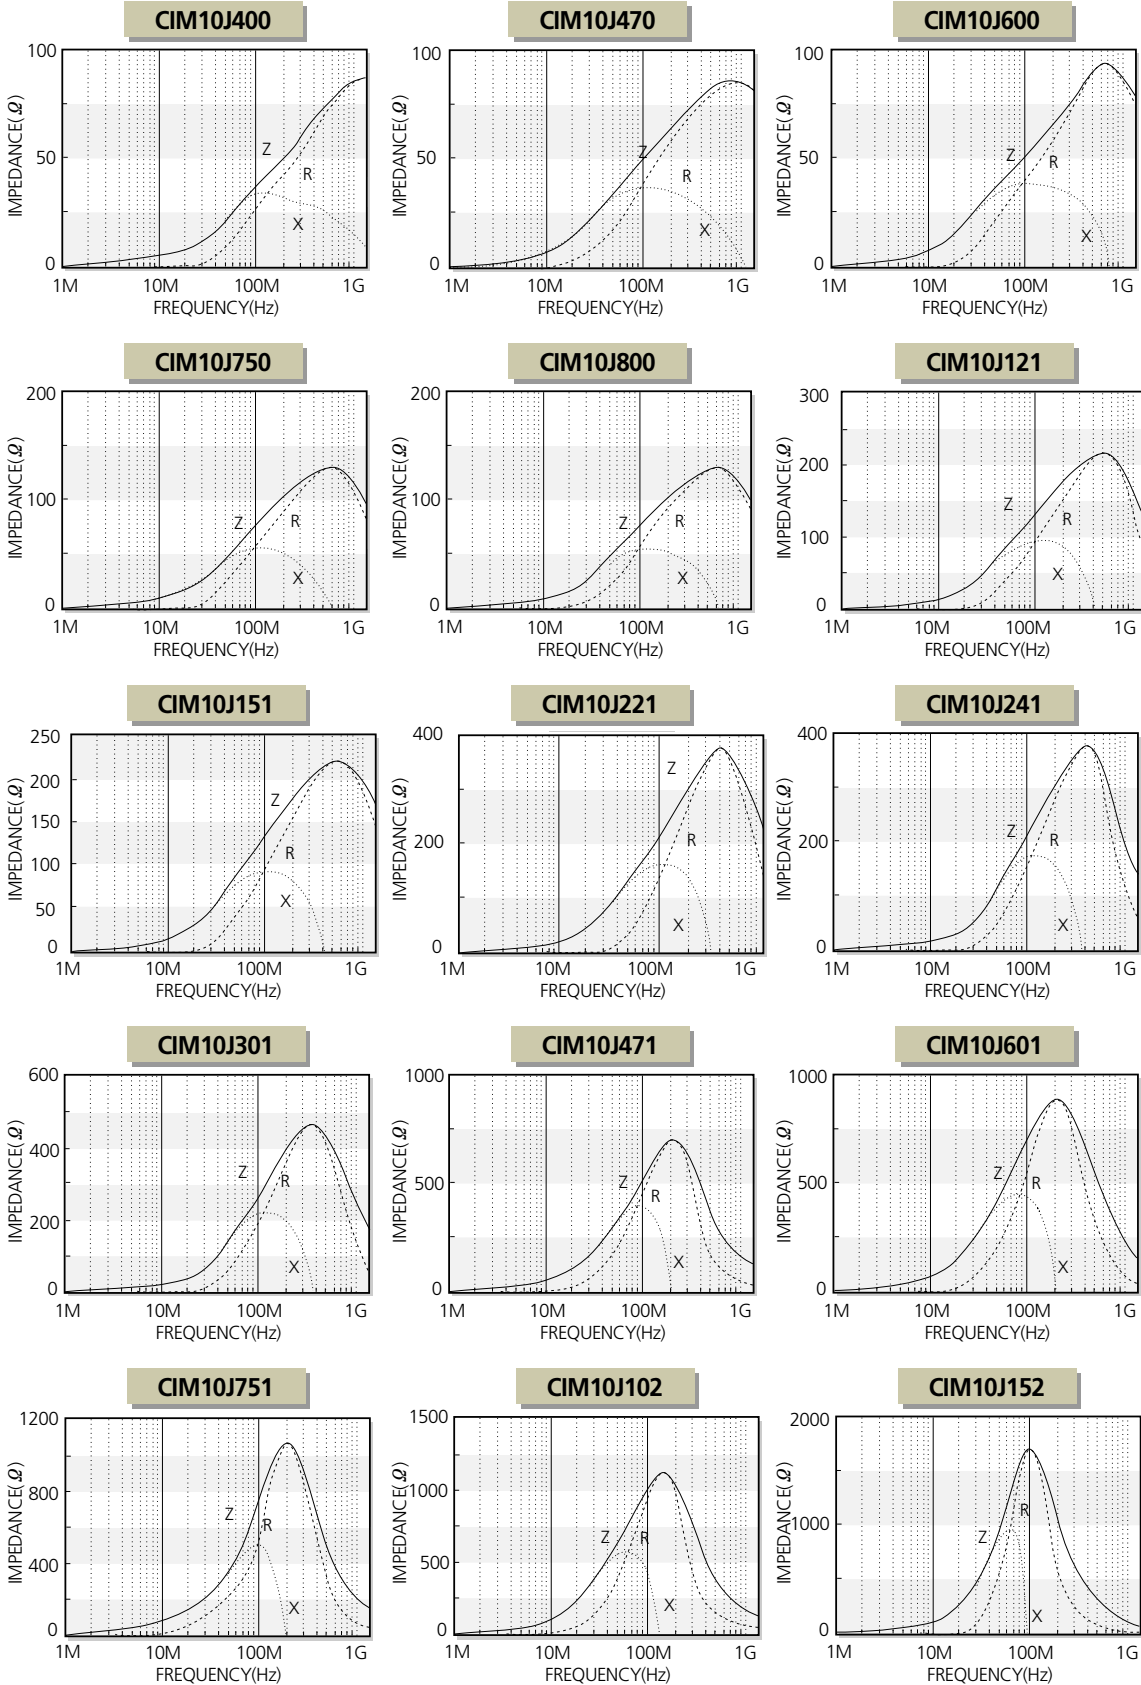 CIM10J400 CIM10J470 CIM10J600
100 100 100
Z Z Z
50 50 50
R R R
X X X
0 0 0
IMPEDANCE(Ω) IMPEDANCE(Ω) IMPEDANCE(Ω)
1M 10M 100M 1G 1M 10M 100M 1G 1M 10M 100M 1G
FREQUENCY(Hz) FREQUENCY(Hz) FREQUENCY(Hz)
CIM10J750 CIM10J800 CIM10J121
200 200 300
200
100 100
Z R Z R Z R
100
X X X
0 0 0
IMPEDANCE(Ω) IMPEDANCE(Ω) IMPEDANCE(Ω)
1M 10M 100M 1G 1M 10M 100M 1G 1M 10M 100M 1G
FREQUENCY(Hz) FREQUENCY(Hz) FREQUENCY(Hz)
CIM10J151 CIM10J221 CIM10J241
250 400 400
200
Z Z Z
150
200 200
R R R
100
X X X
50
0 0 0
IMPEDANCE(Ω) IMPEDANCE(Ω) IMPEDANCE(Ω)
1M 10M 100M 1G 1M 10M 100M 1G 1M 10M 100M 1G
FREQUENCY(Hz) FREQUENCY(Hz) FREQUENCY(Hz)
CIM10J301 CIM10J471 CIM10J601
600 1000 1000
400
Z R Z R Z R
500 500
200
X X X
0 0 0
IMPEDANCE(Ω) IMPEDANCE(Ω) IMPEDANCE(Ω)
1M 10M 100M 1G 1M 10M 100M 1G 1M 10M 100M 1G
FREQUENCY(Hz) FREQUENCY(Hz) FREQUENCY(Hz)
CIM10J751 CIM10J102 CIM10J152
1200 1500 2000
800 1000 1000
Z R Z R Z R
400 500
X X X
0 0 0
IMPEDANCE(Ω) IMPEDANCE(Ω) IMPEDANCE(Ω)
1M 10M 100M 1G 1M 10M 100M 1G 1M 10M 100M 1G
FREQUENCY(Hz) FREQUENCY(Hz) FREQUENCY(Hz)